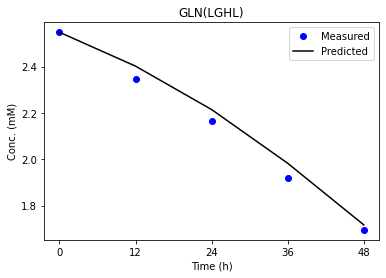 GLN(LGHL)
Measured
Predicted
Conc. (mM)
2.4
2.2
2.0
1.8
0 12 24 36 48
Time (h)